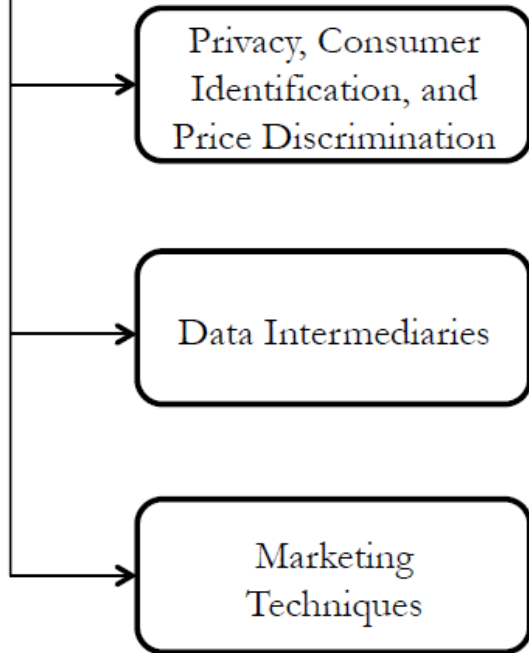 Privacy, Consumer
Identification, and
Price Discrimination
Data Intermediaries
Marketing
Techniques